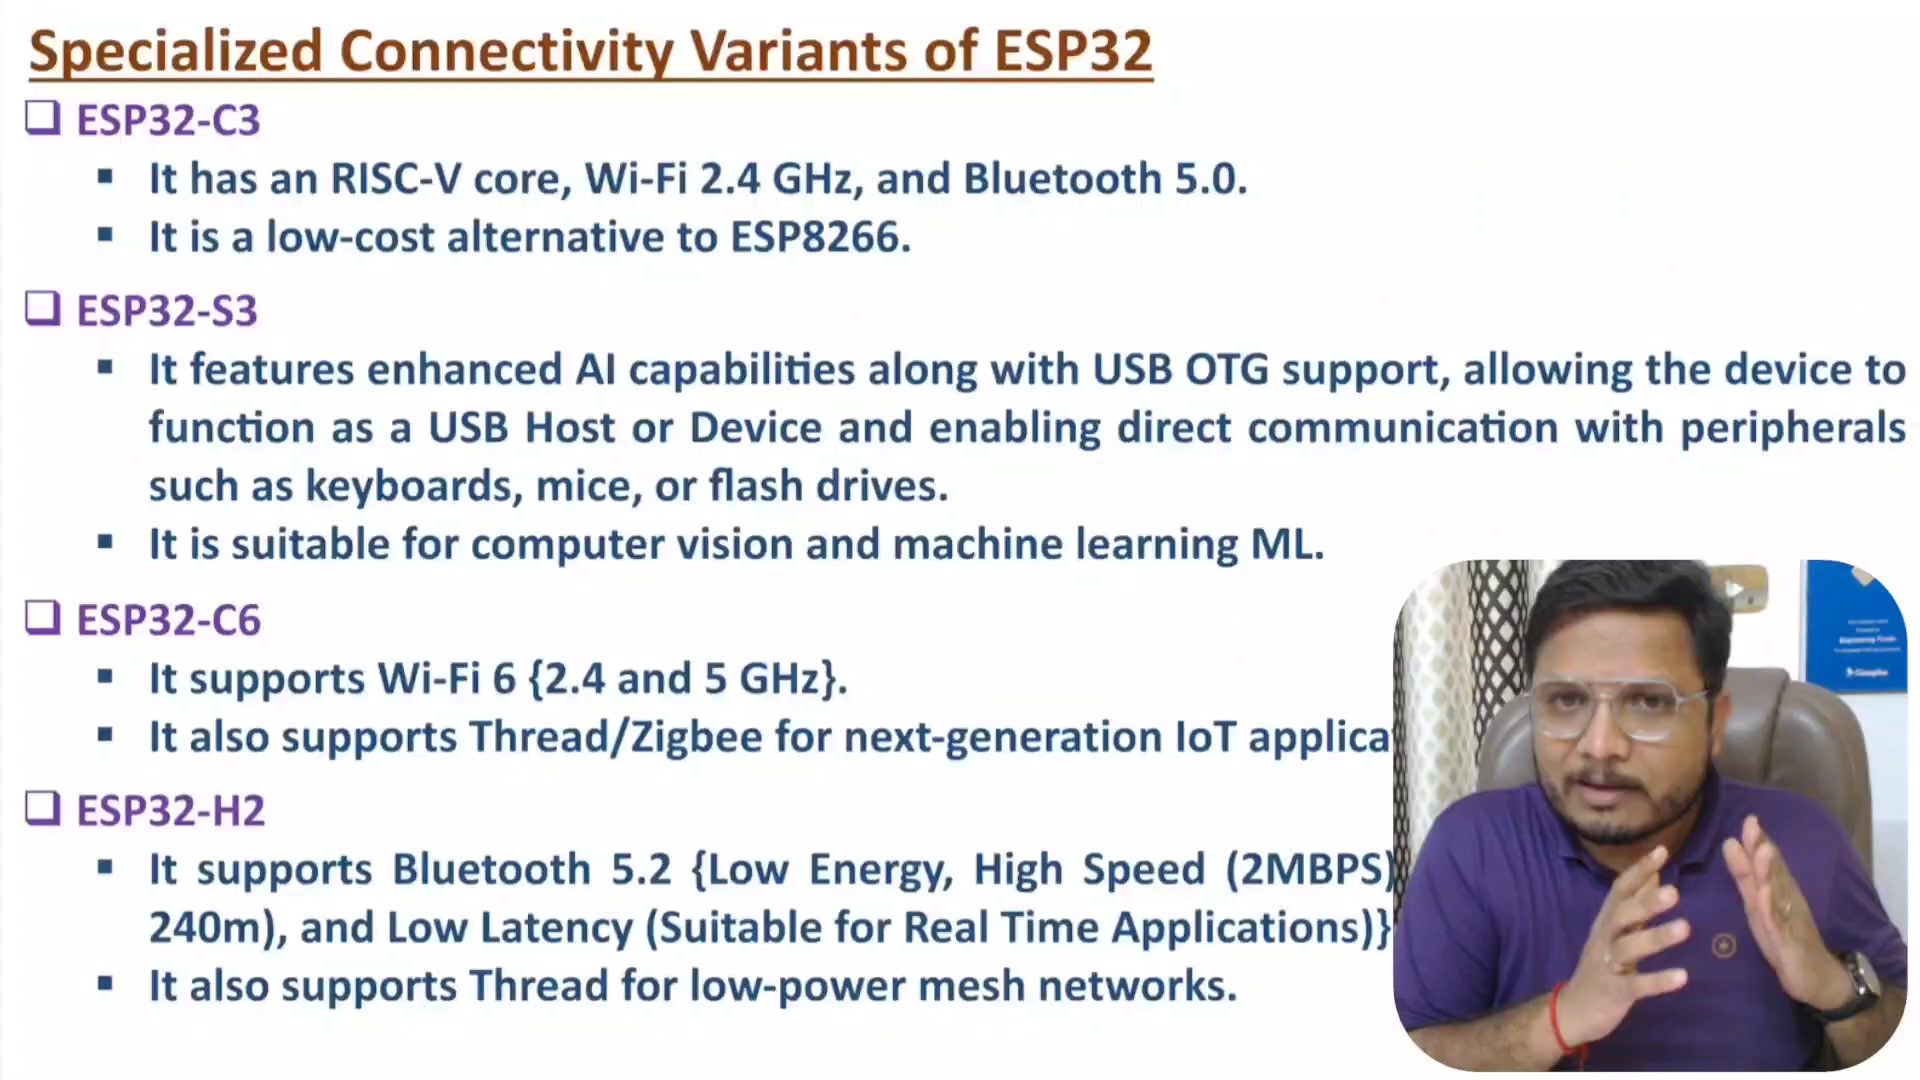 Specialized Connectivity Variants of ESP32
❑ ESP32-C3
▪ It has an RISC-V core, Wi-Fi 2.4 GHz, and Bluetooth 5.0.
▪ It is a low-cost alternative to ESP8266.
❑ ESP32-S3
▪ It features enhanced AI capabilities along with USB OTG support, allowing the device to
function as a USB Host or Device and enabling direct communication with peripherals
such as keyboards, mice, or flash drives.
▪ It is suitable for computer vision and machine learning ML.
❑ ESP32-C6
▪ It supports Wi-Fi 6 {2.4 and 5 GHz}.
▪ It also supports Thread/Zigbee for next-generation IoT applica
❑ ESP32-H2
▪ It supports Bluetooth 5.2 {Low Energy, High Speed (2MBPS)
240m), and Low Latency (Suitable for Real Time Applications)}
▪ It also supports Thread for low-power mesh networks.